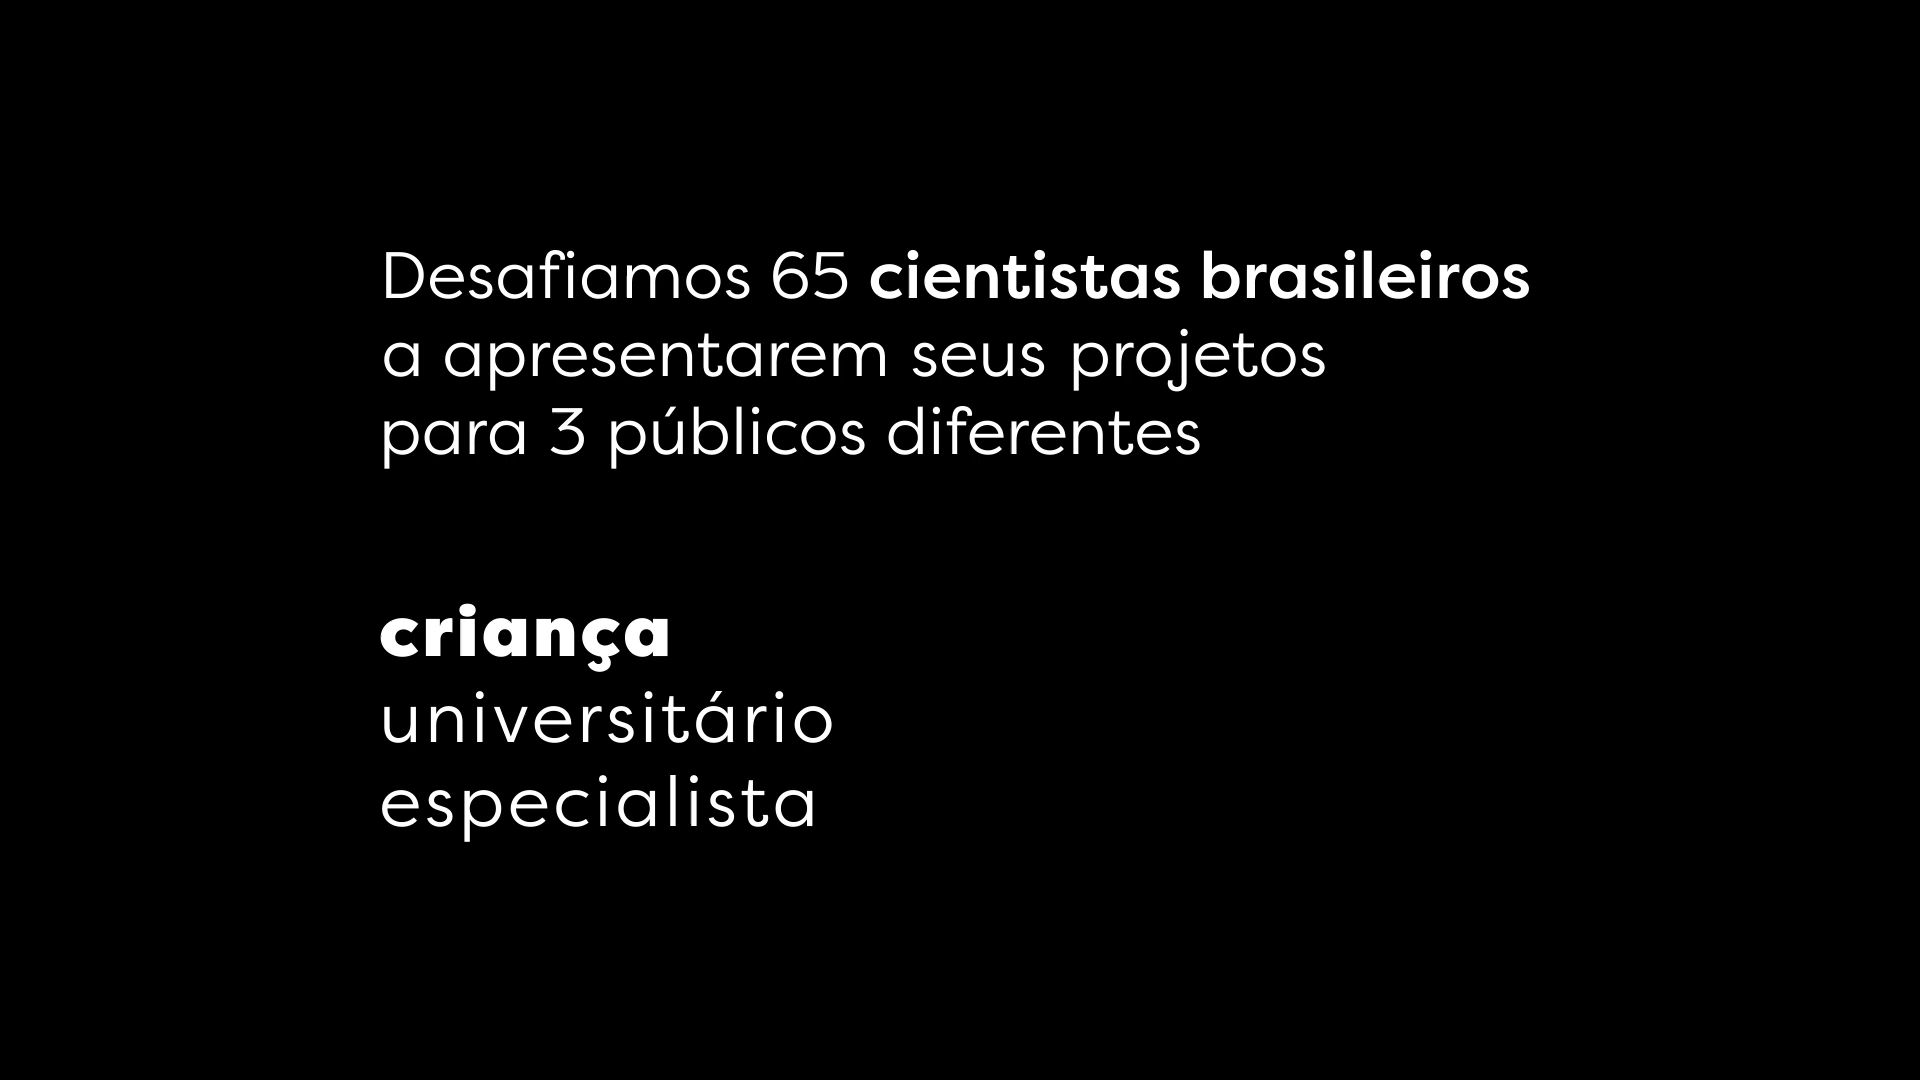 Desafiamos 65 cientistas brasileiros
a apresentarem seus projetos
para 3 públicos diferentes
criança
universitário
especialista